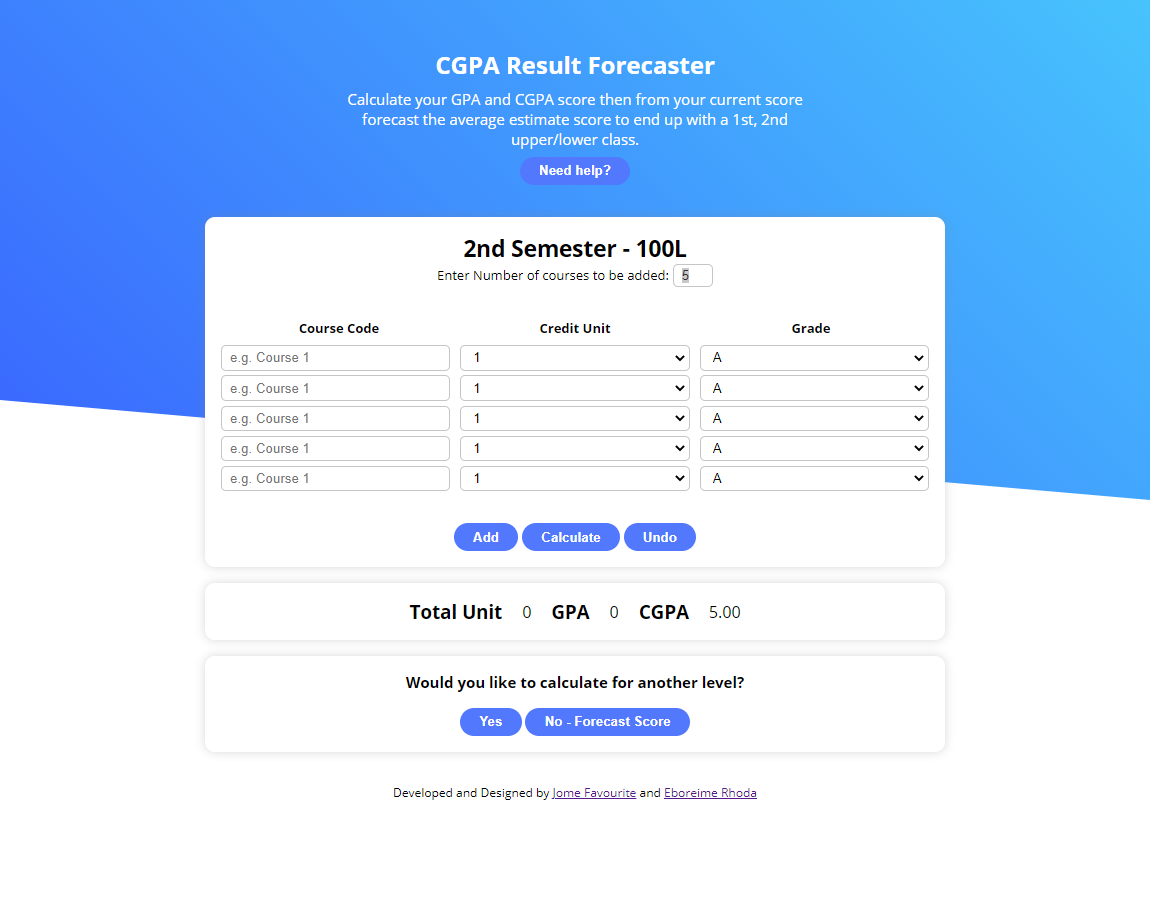 CGPA Result Forecaster
Calculate your GPA and CGPA score then from your current score
forecast the average estimate score to end up with a 1st, 2nd
upper/lower class.
Need help?
2nd Semester - 100L
Enter Number of courses to be added: 5
Course Code Credit Unit Grade
e.g. Course 1 1 A
e.g. Course 1 1 A
e.g. Course 1 1 A
e.g. Course 1 1 A
e.g. Course 1 1 A
Add Calculate Undo
Total Unit 0 GPA 0 CGPA 5.00
Would you like to calculate for another level?
Yes No - Forecast Score
Developed and Designed by Jome Favourite and Eboreime Rhoda